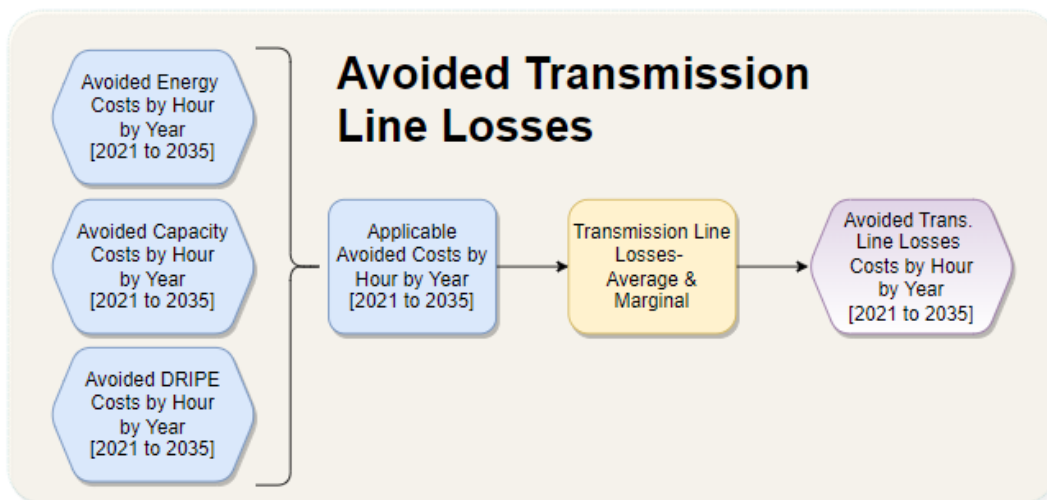 Avoided Transmission
Line Losses
Avoided Energy
Costs by Hour
by Year
[2021 to 2035]
Avoided Capacity
Costs by Hour
by Year
[2021 to 2035]
Avoided DRIPE
Costs by Hour
by Year
[2021 to 2035]
Applicable
Avoided Costs by
Hour by Year
[2021 to 2035]
Transmission Line
Losses-
Average &
Marginal
Avoided Trans.
Line Losses
Costs by Hour
by Year
[2021 to 2035]